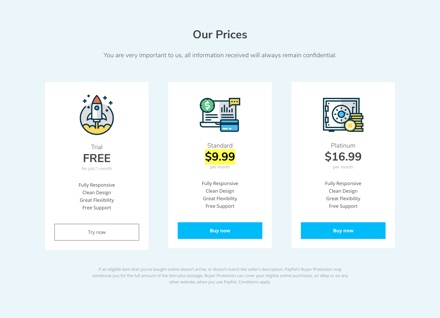 Our Prices
You are very important to us, all information received will always remain confidential.
Trial
FREE
for just 1 month
Fully Responsive
Clean Design
Great Flexibility
Free Support
Try now
Standard
$9.99
per month
Fully Responsive
Clean Design
Great Flexibility
Free Support
Buy now
Platinum
$16.99
per month
Fully Responsive
Clean Design
Great Flexibility
Free Support
Buy now
If an eligible item that you've bought online doesn't arrive, or doesn't match the seller's description, PayPal's Buyer Protection may
reimburse you for the full amount of the item plus postage. Buyer Protection can cover your eligible online purchases, on eBay or on any
other website, when you use PayPal. Conditions apply.